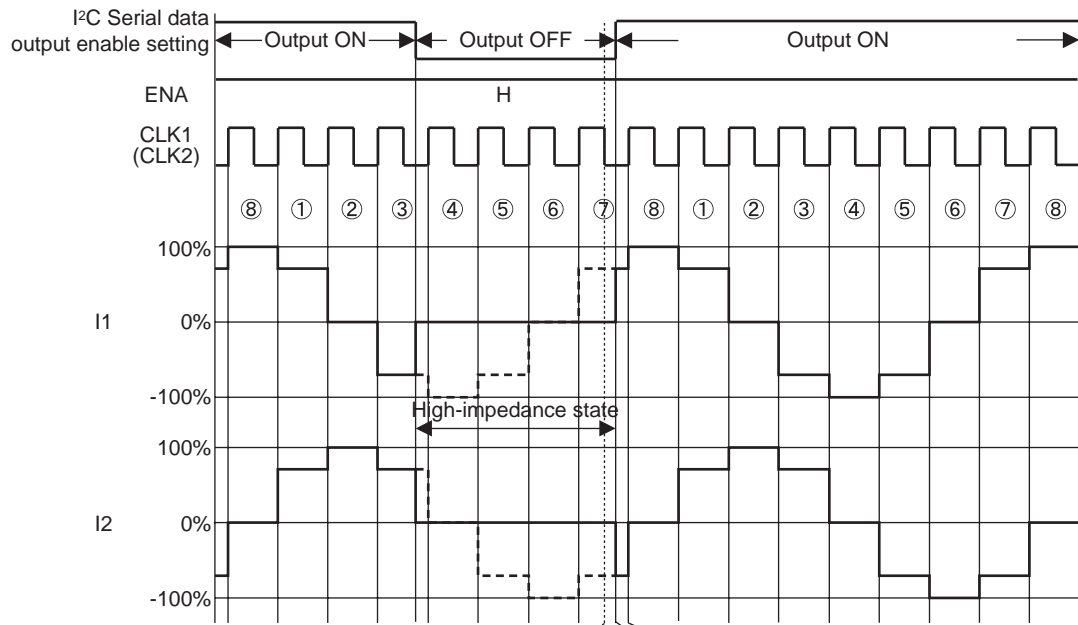 I²C Serial data
output enable setting
Output ON
Output OFF
Output ON
ENA
H
CLK1
(CLK2)
⑧ ① ② ③ ④ ⑤ ⑥ ⑦ ⑧ ① ② ③ ④ ⑤ ⑥ ⑦ ⑧
100%
I1
0%
-100%
High-impedance state
100%
I2
0%
-100%